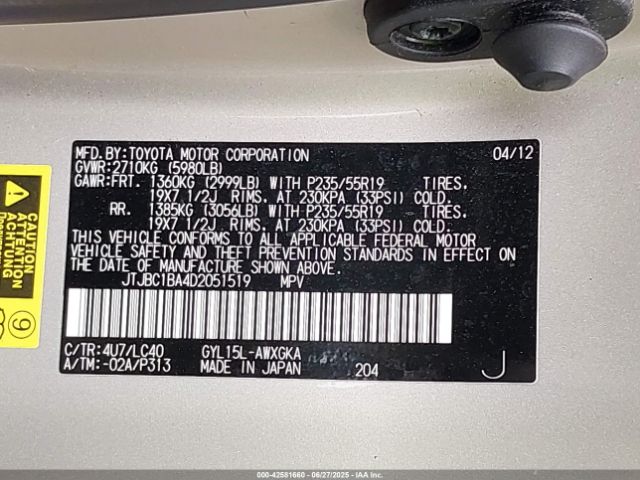 MFD.BY:TOYOTA MOTOR CORPORATION 04/12
GVWR:2710KG (5980LB)
GAWR:FRT. 1360KG (2999LB) WITH P235/55R19 TIRES.
19X7 1/2J RIMS. AT 230KPA (33PSI) COLD.
RR. 1385KG (3056LB) WITH P235/55R19 TIRES.
19X7 1/2J RIMS. AT 230KPA (33PSI) COLD.
THIS VEHICLE CONFORMS TO ALL APPLICABLE FEDERAL MOTOR
VEHICLE SAFETY AND THEFT PREVENTION STANDARDS IN EFFECT ON
THE DATE OF MANUFACTURE SHOWN ABOVE.
JTJBC1BA4D2051519 MPV
C/TR:4U7/LC40 GYL15L-AWXGKA
A/TM:-02A/P313 MADE IN JAPAN 204 J
CAUTION
ATTENTION
ACHTUNG
9
000-42581660 - 06/27/2025 - IAA Inc.